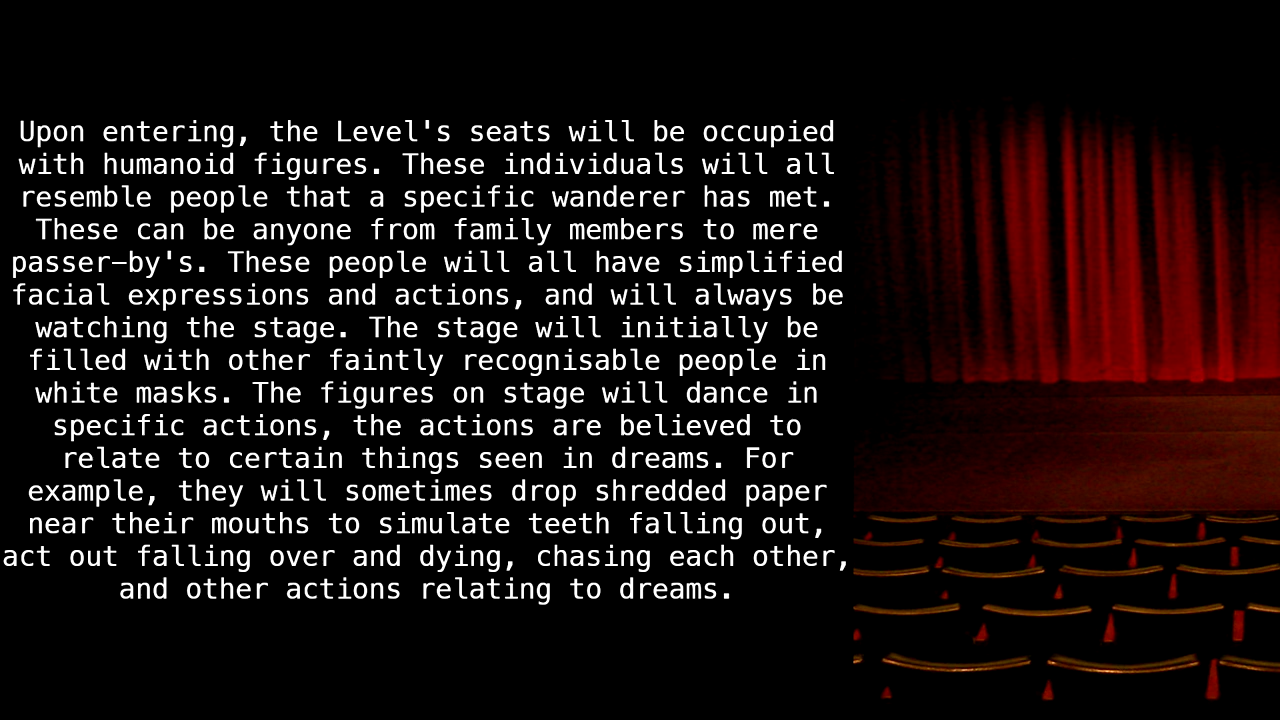 Upon entering, the Level's seats will be occupied
with humanoid figures. These individuals will all
resemble people that a specific wanderer has met.
These can be anyone from family members to mere
passer–by's. These people will all have simplified
facial expressions and actions, and will always be
watching the stage. The stage will initially be
filled with other faintly recognisable people in
white masks. The figures on stage will dance in
specific actions, the actions are believed to
relate to certain things seen in dreams. For
example, they will sometimes drop shredded paper
near their mouths to simulate teeth falling out,
act out falling over and dying, chasing each other,
and other actions relating to dreams.